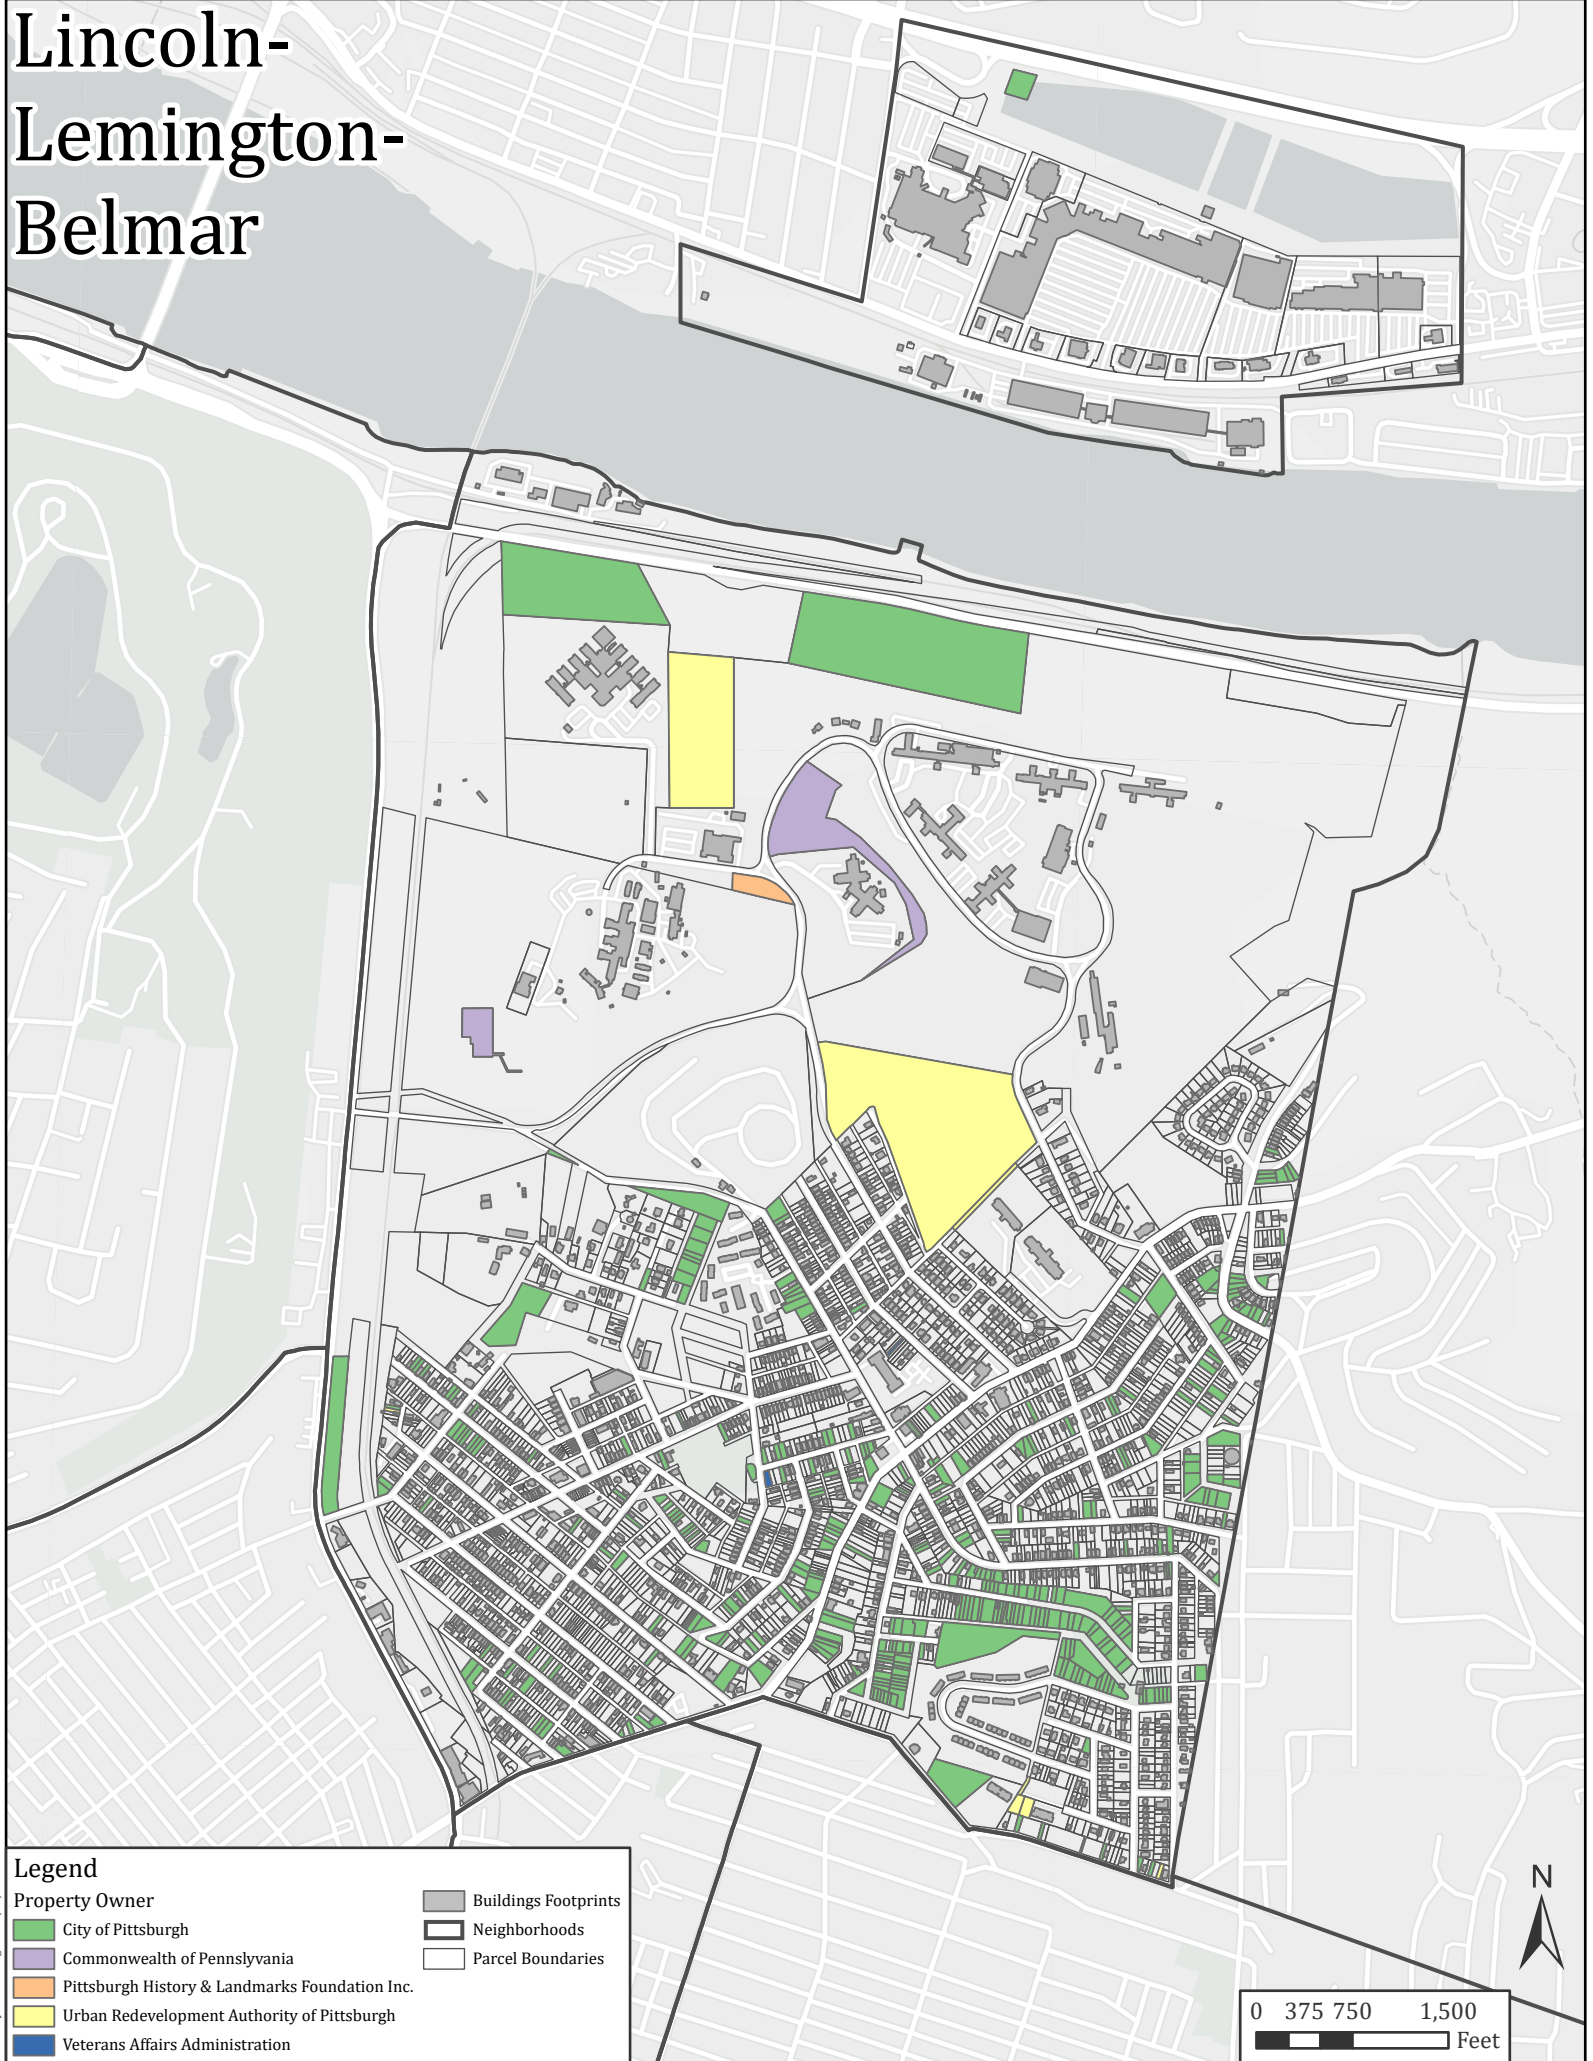 Lincoln-
Lemington-
Belmar
Legend
Property Owner
City of Pittsburgh
Commonwealth of Pennslyvania
Pittsburgh History & Landmarks Foundation Inc.
Urban Redevelopment Authority of Pittsburgh
Veterans Affairs Administration
Buildings Footprints
Neighborhoods
Parcel Boundaries
N
0 375 750 1,500
Feet